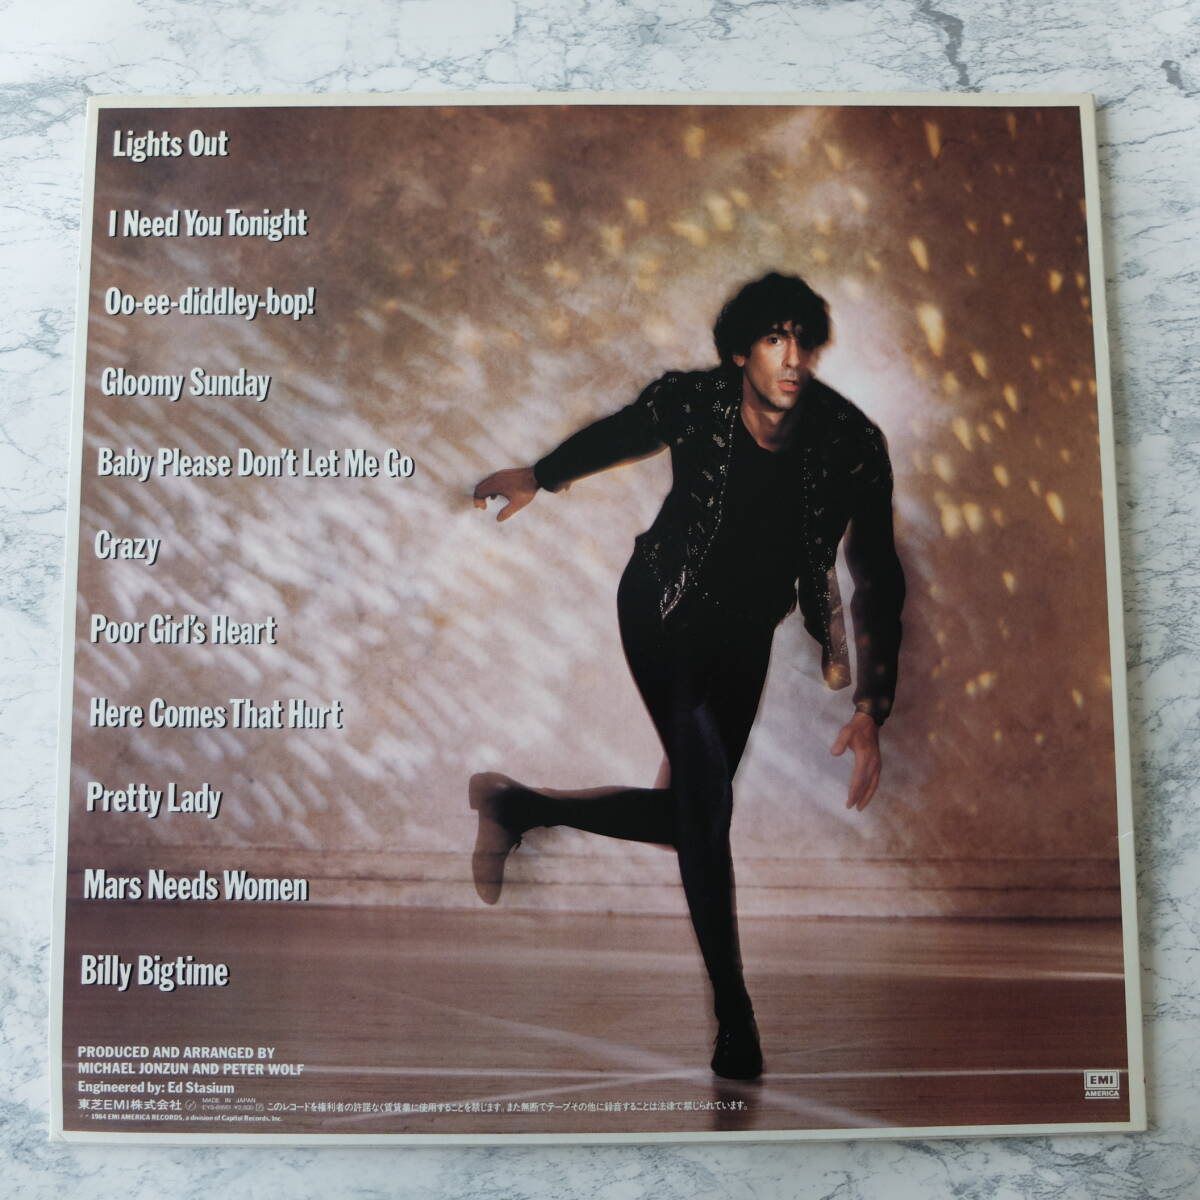 Lights Out
I Need You Tonight
Oo-ee-diddley-bop!
Gloomy Sunday
Baby Please Don't Let Me Go
Crazy
Poor Girl's Heart
Here Comes That Hurt
Pretty Lady
Mars Needs Women
Billy Bigtime
PRODUCED AND ARRANGED BY
MICHAEL JONZUN AND PETER WOLF
Engineered by: Ed Stasium
東芝EMI株式会社 MADE IN JAPAN ¥2,500 このレコードを権利者の許諾なく賃貸業に使用することを禁じます。また無断でテープその他に録音することは法律で禁じられています。
1984 EMI AMERICA RECORDS, a division of Capitol Records, Inc.
EMI
AMERICA